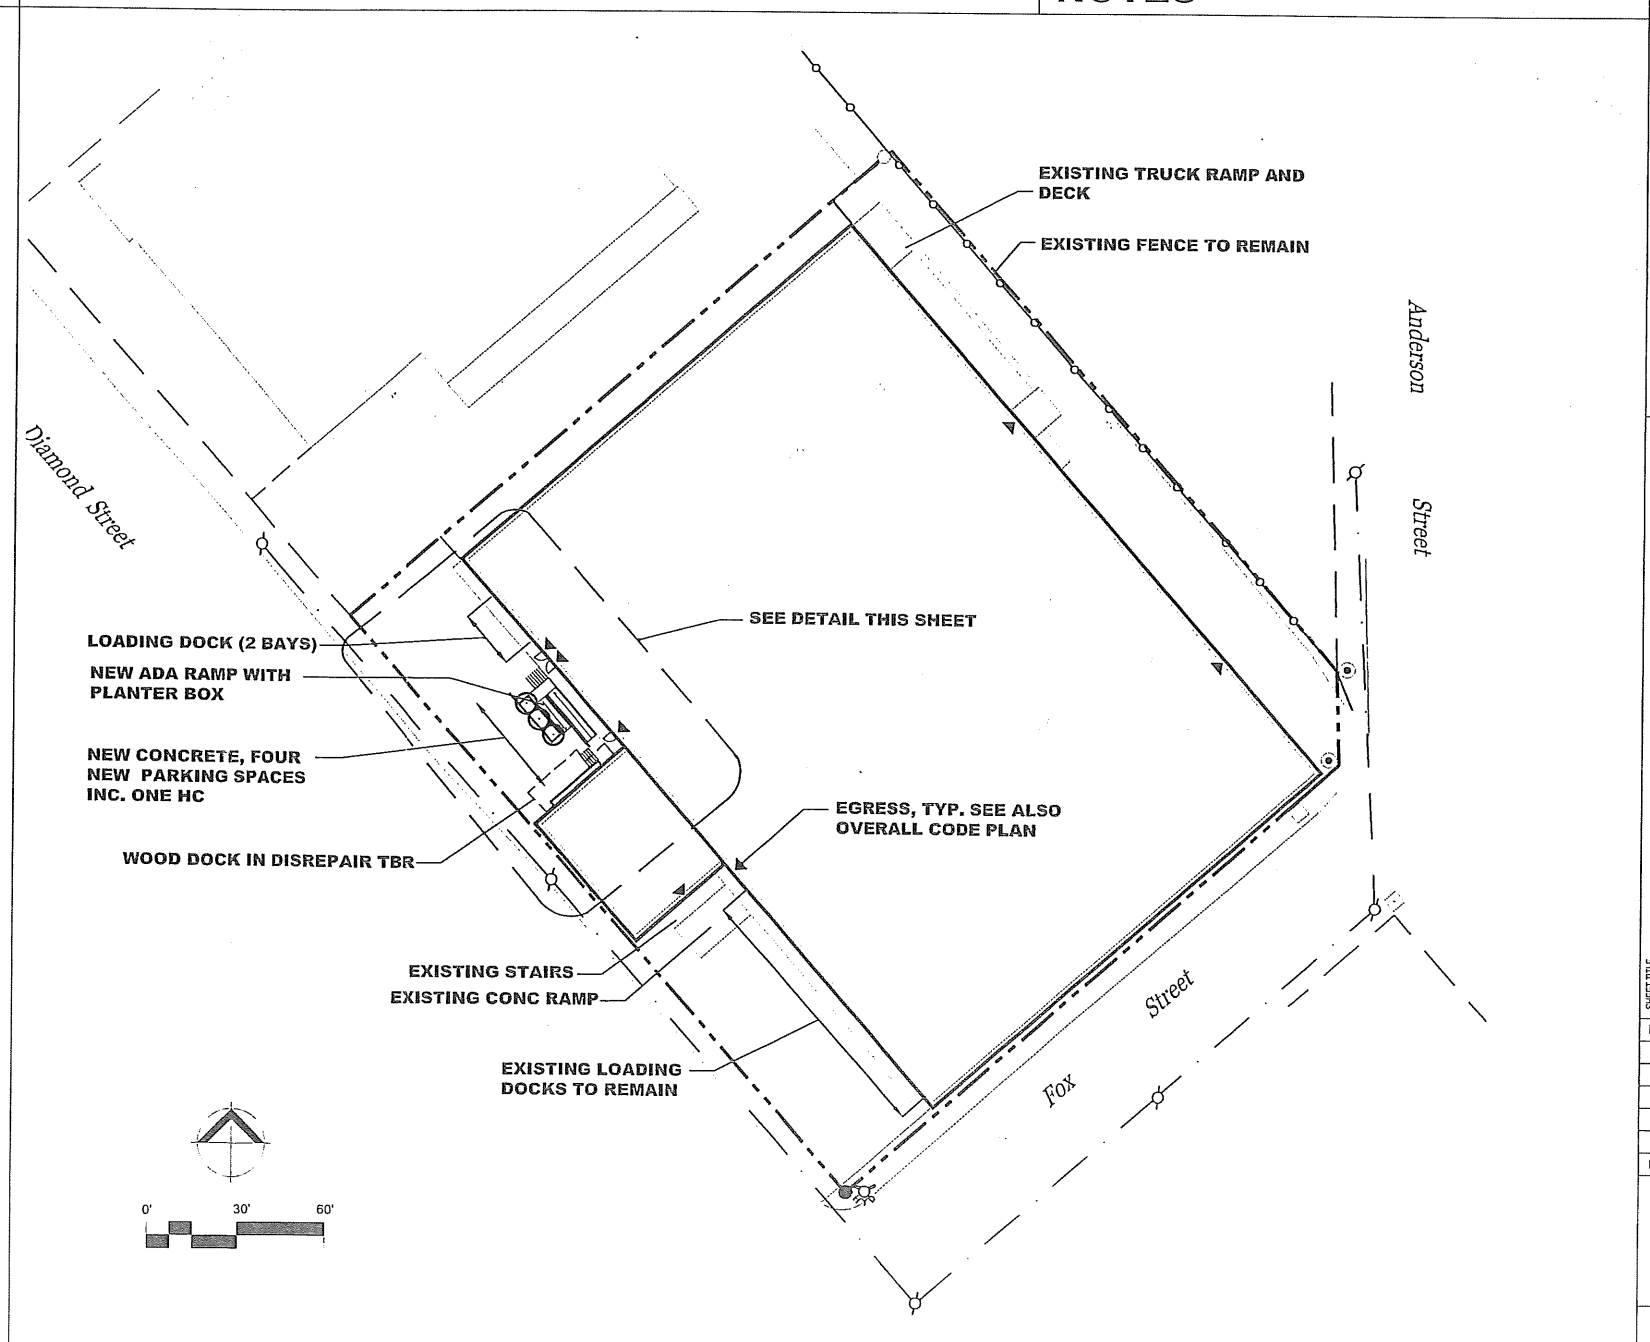 NOTES
EXISTING TRUCK RAMP AND
DECK
EXISTING FENCE TO REMAIN
Anderson
Street
Diamond Street
SEE DETAIL THIS SHEET
LOADING DOCK (2 BAYS)
NEW ADA RAMP WITH
PLANTER BOX
NEW CONCRETE, FOUR
NEW PARKING SPACES
INC. ONE HC
EGRESS, TYP. SEE ALSO
OVERALL CODE PLAN
WOOD DOCK IN DISREPAIR TBR
EXISTING STAIRS
EXISTING CONC RAMP
EXISTING LOADING
DOCKS TO REMAIN
Fox Street
0' 30' 60'
SHEET TITLE